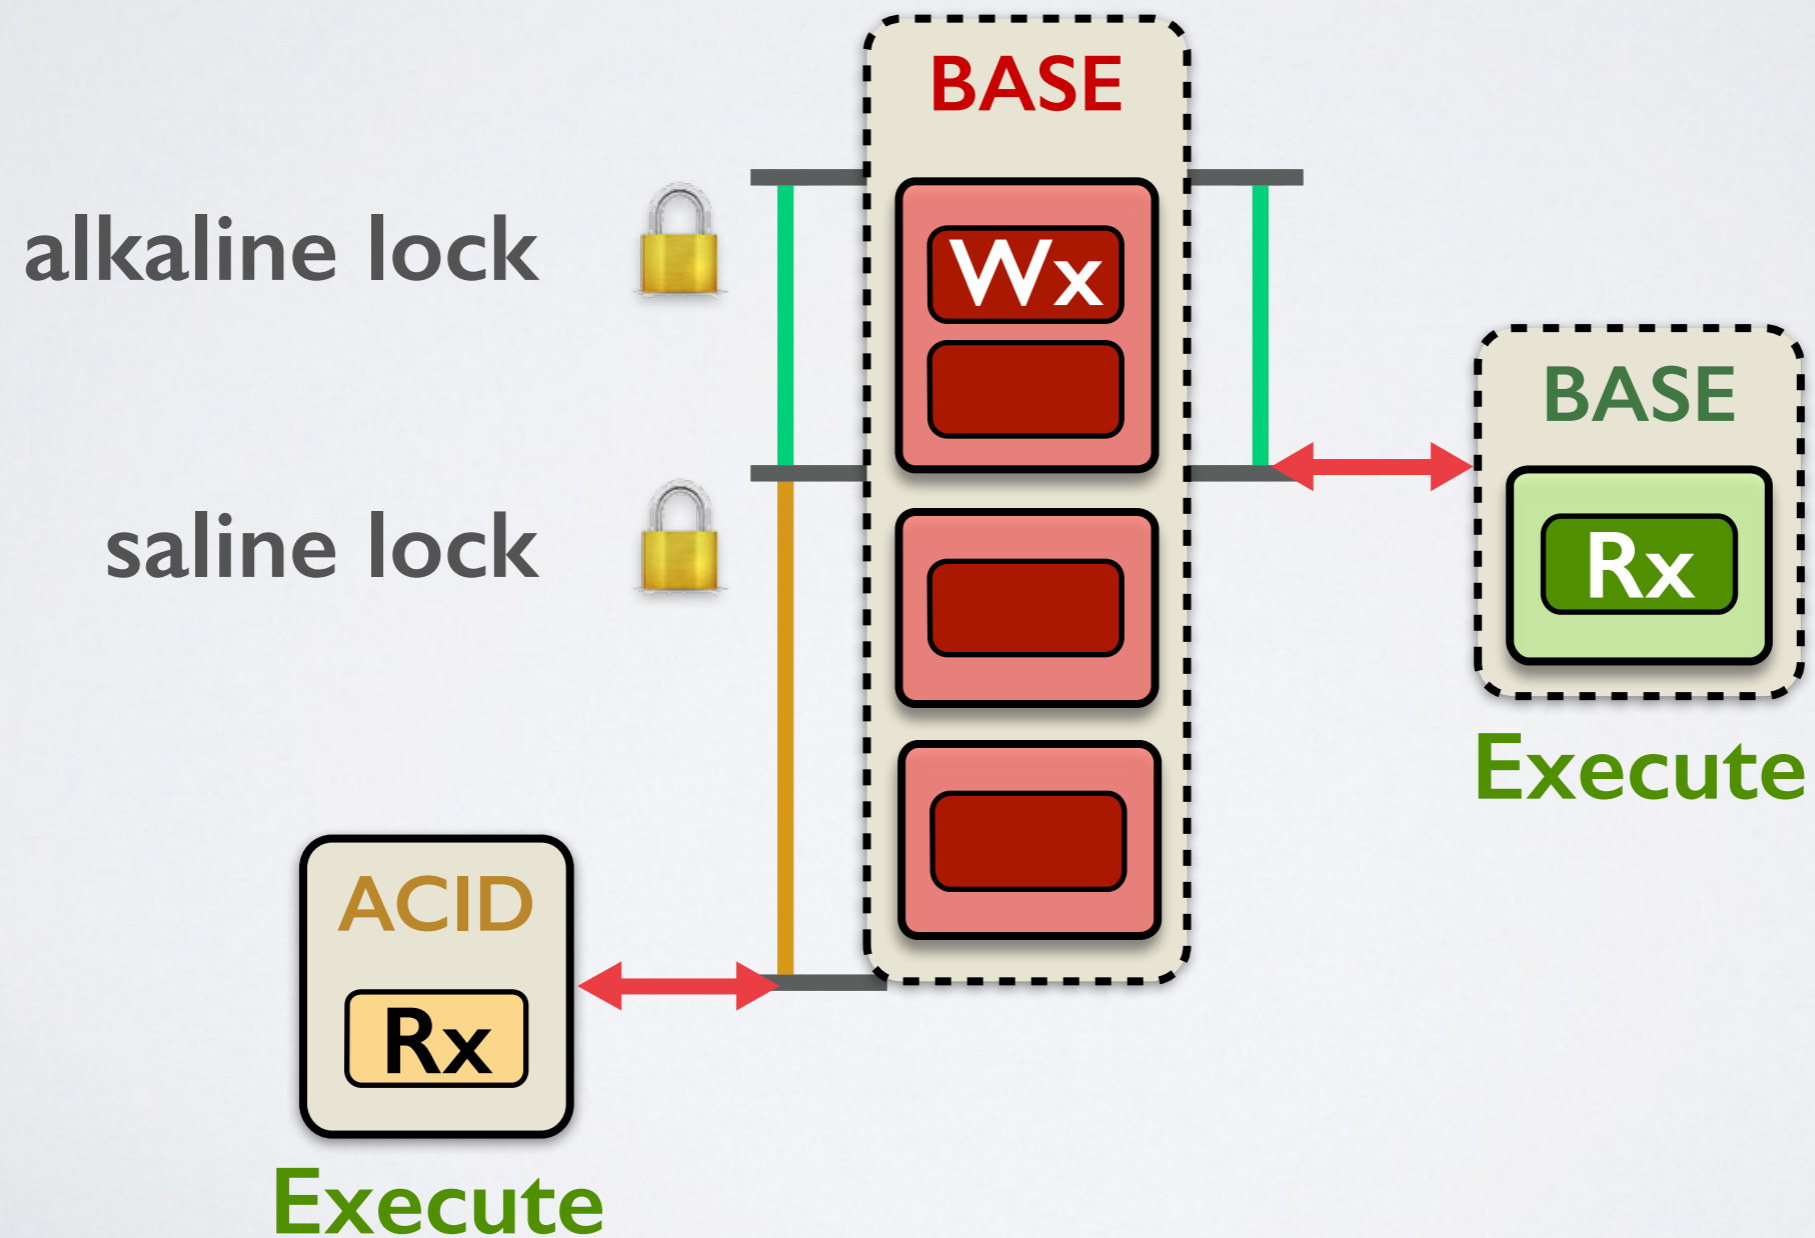 BASE
alkaline lock
Wx
BASE
saline lock
Rx
Execute
ACID
Rx
Execute